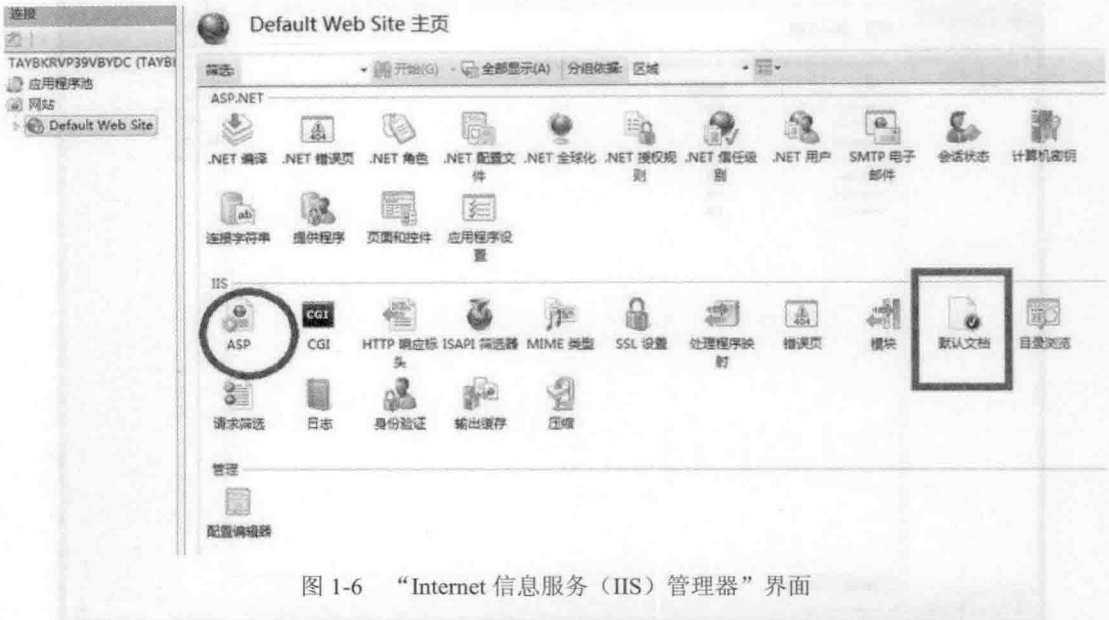 连接
Default Web Site 主页
TAYBKRVP39VBYDC (TAYBI
应用程序池
网站
Default Web Site
筛选:
开始(G)
全部显示(A)
分组依据: 区域
ASP.NET
.NET 编译
.NET 错误页
.NET 角色
.NET 配置文件
.NET 全球化
.NET 授权规则
.NET 信任级别
.NET 用户
SMTP 电子邮件
会话状态
计算机密钥
连接字符串
提供程序
页面和控件
应用程序设置
IIS
ASP
CGI
HTTP 响应标头
ISAPI 筛选器
MIME 类型
SSL 设置
处理程序映射
错误页
模块
默认文档
目录浏览
请求筛选
日志
身份验证
输出缓存
压缩
管理
配置编辑器
图 1-6 “Internet 信息服务（IIS）管理器”界面